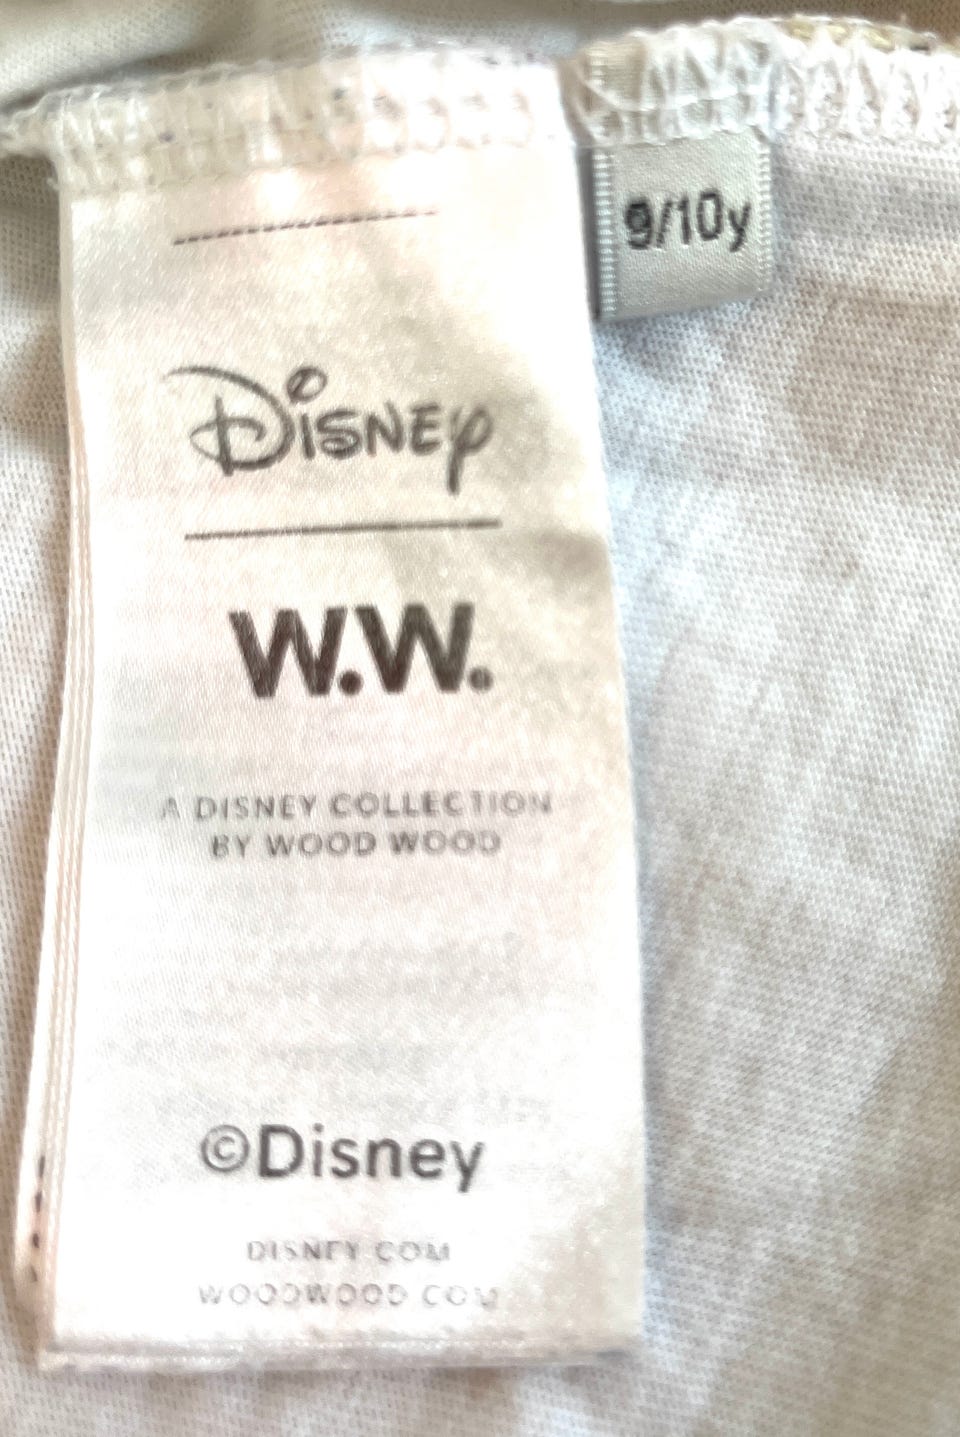 9/10y
Disney
W.W.
A DISNEY COLLECTION
BY WOOD WOOD
©Disney
DISNEY.COM
WOODWOOD.COM